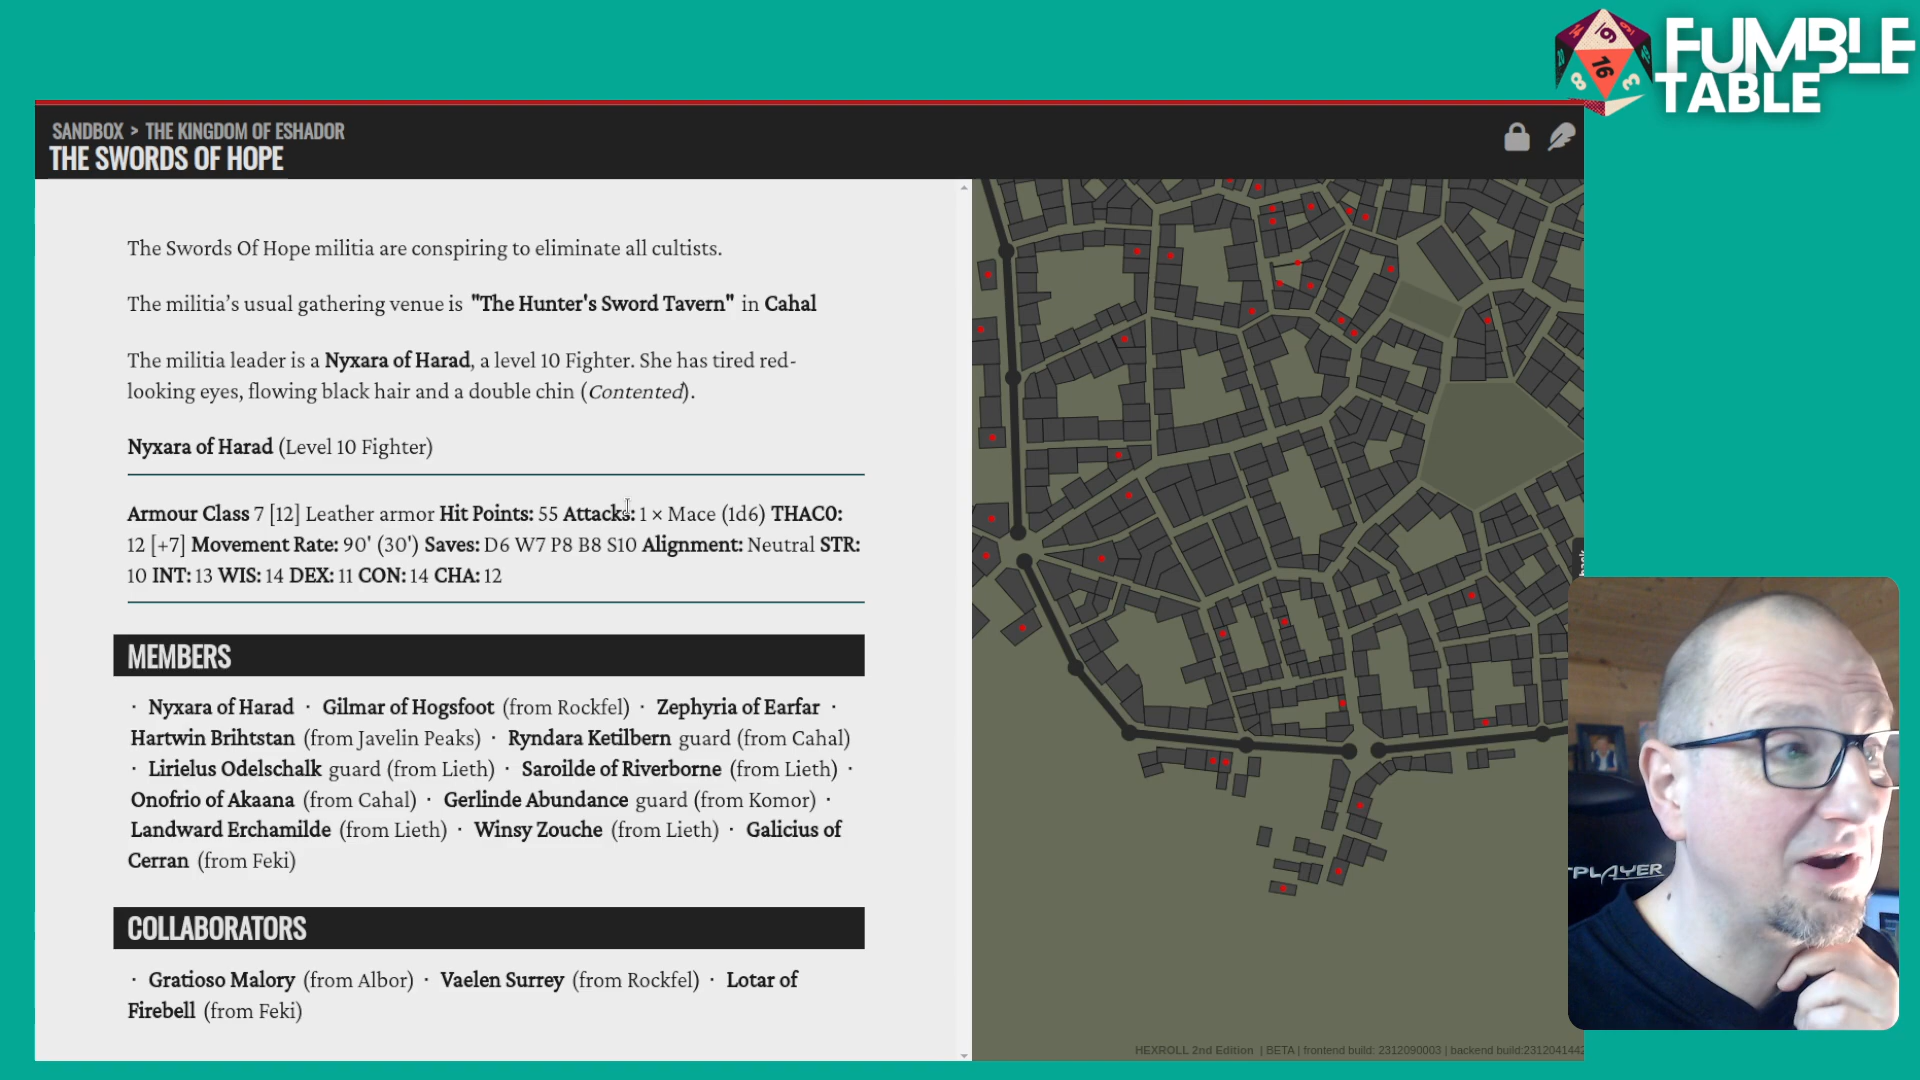 FUMBLE
TABLE
SANDBOX > THE KINGDOM OF ESHADOR
THE SWORDS OF HOPE
The Swords Of Hope militia are conspiring to eliminate all cultists.
The militia’s usual gathering venue is "The Hunter's Sword Tavern" in Cahal
The militia leader is a Nyxara of Harad, a level 10 Fighter. She has tired red-
looking eyes, flowing black hair and a double chin (Contented).
Nyxara of Harad (Level 10 Fighter)
Armour Class 7 [12] Leather armor Hit Points: 55 Attacks: 1 × Mace (1d6) THAC0:
12 [+7] Movement Rate: 90' (30') Saves: D6 W7 P8 B8 S10 Alignment: Neutral STR:
10 INT: 13 WIS: 14 DEX: 11 CON: 14 CHA: 12
MEMBERS
· Nyxara of Harad · Gilmar of Hogsfoot (from Rockfel) · Zephyria of Earfar ·
Hartwin Brihtstan (from Javelin Peaks) · Ryndara Ketilbern guard (from Cahal)
· Lirielus Odelschalk guard (from Lieth) · Saroilde of Riverborne (from Lieth) ·
Onofrio of Akaana (from Cahal) · Gerlinde Abundance guard (from Komor) ·
Landward Erchamilde (from Lieth) · Winsy Zouche (from Lieth) · Galicius of
Cerran (from Feki)
COLLABORATORS
· Gratioso Malory (from Albor) · Vaelen Surrey (from Rockfel) · Lotar of
Firebell (from Feki)
HEXROLL 2nd Edition | BETA | frontend build: 2312090003 | backend build:2312041442
16
8
3
TPLAYER